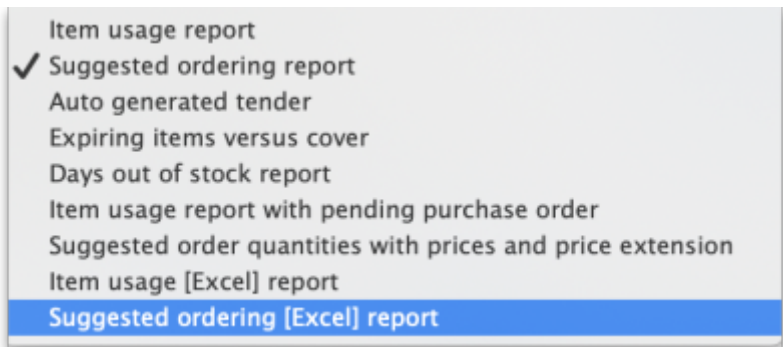 Item usage report
Suggested ordering report
Auto generated tender
Expiring items versus cover
Days out of stock report
Item usage report with pending purchase order
Suggested order quantities with prices and price extension
Item usage [Excel] report
Suggested ordering [Excel] report